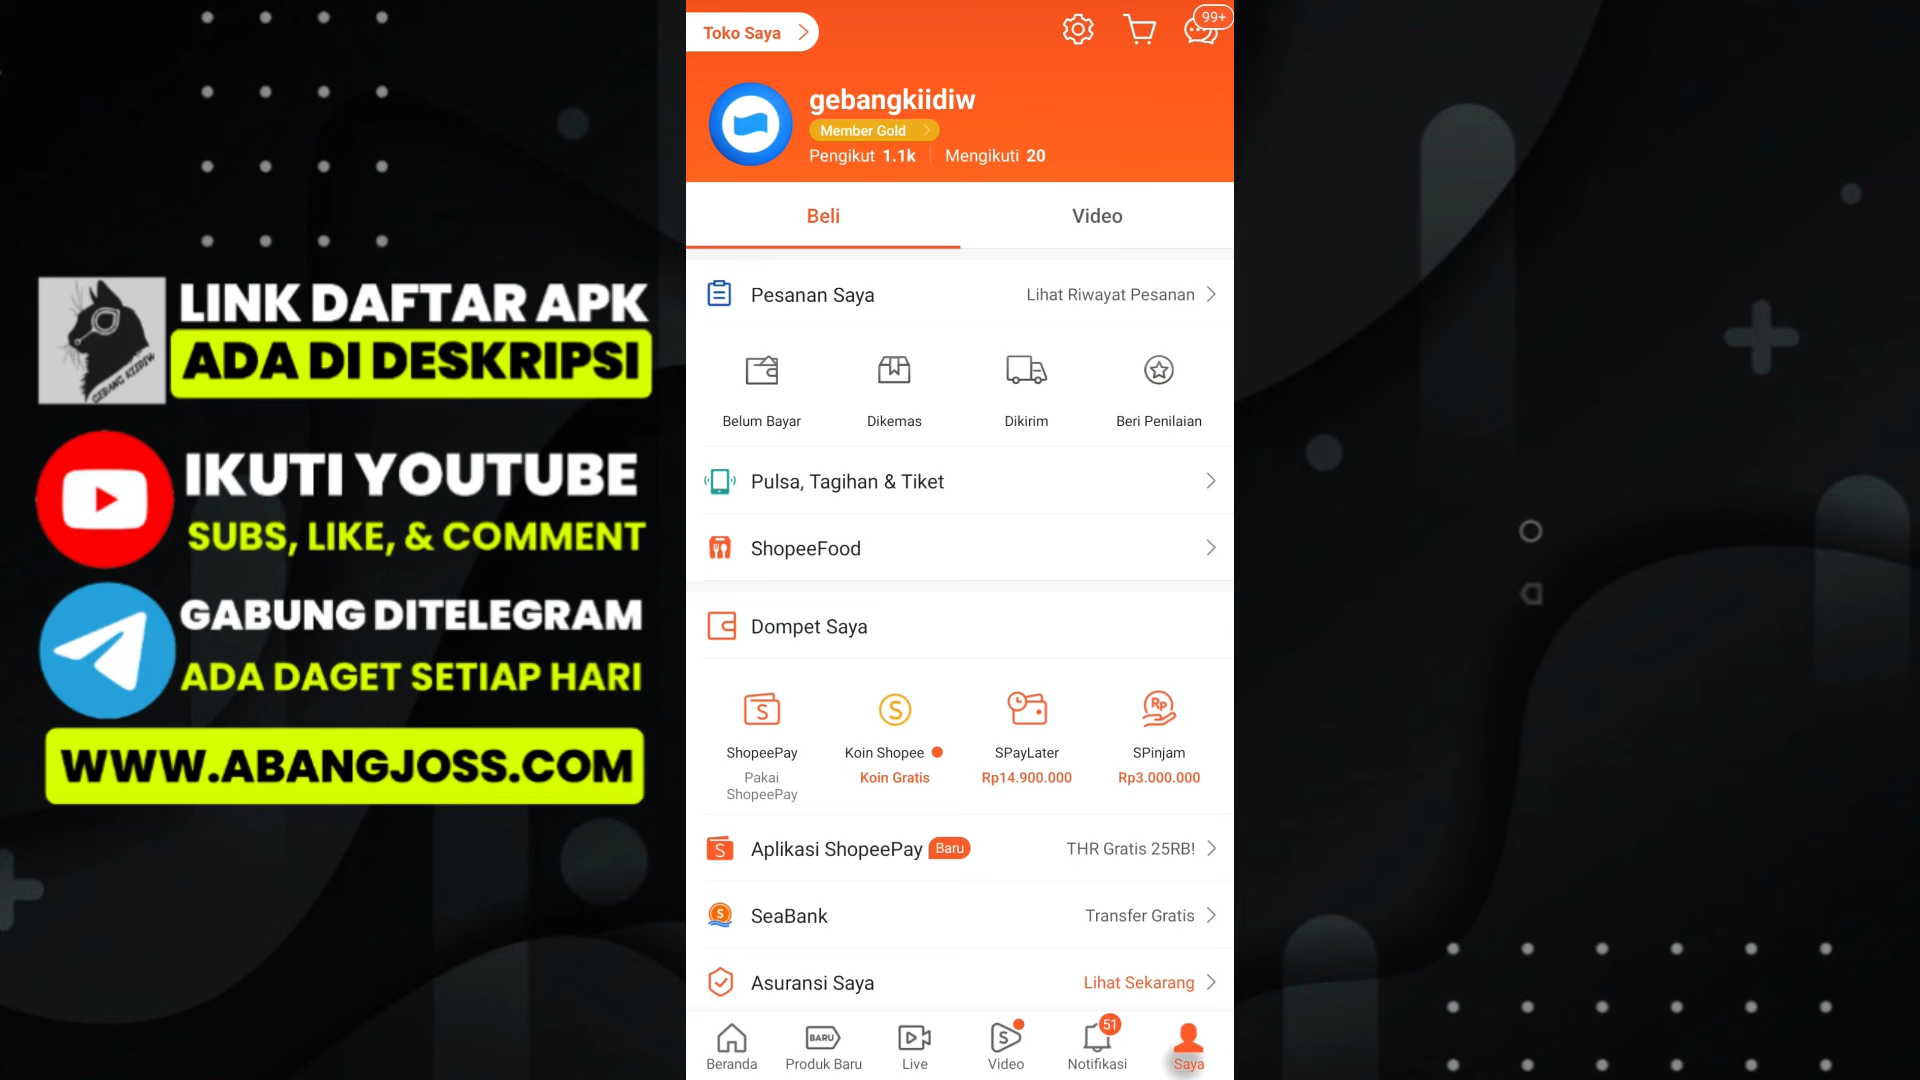 LINK DAFTAR APK
ADA DI DESKRIPSI
GEBANG KIIDIW
IKUTI YOUTUBE
SUBS, LIKE, & COMMENT
GABUNG DITELEGRAM
ADA DAGET SETIAP HARI
WWW.ABANGJOSS.COM
Toko Saya
99+
gebangkiidiw
Member Gold
Pengikut 1.1k Mengikuti 20
Beli Video
Pesanan Saya Lihat Riwayat Pesanan
Belum Bayar Dikemas Dikirim Beri Penilaian
Pulsa, Tagihan & Tiket
ShopeeFood
Dompet Saya
S S Rp
ShopeePay Koin Shopee SPayLater SPinjam
Pakai Koin Gratis Rp14.900.000 Rp3.000.000
ShopeePay
S Aplikasi ShopeePay Baru THR Gratis 25RB!
S SeaBank Transfer Gratis
Asuransi Saya Lihat Sekarang
BARU S 51
Beranda Produk Baru Live Video Notifikasi Saya